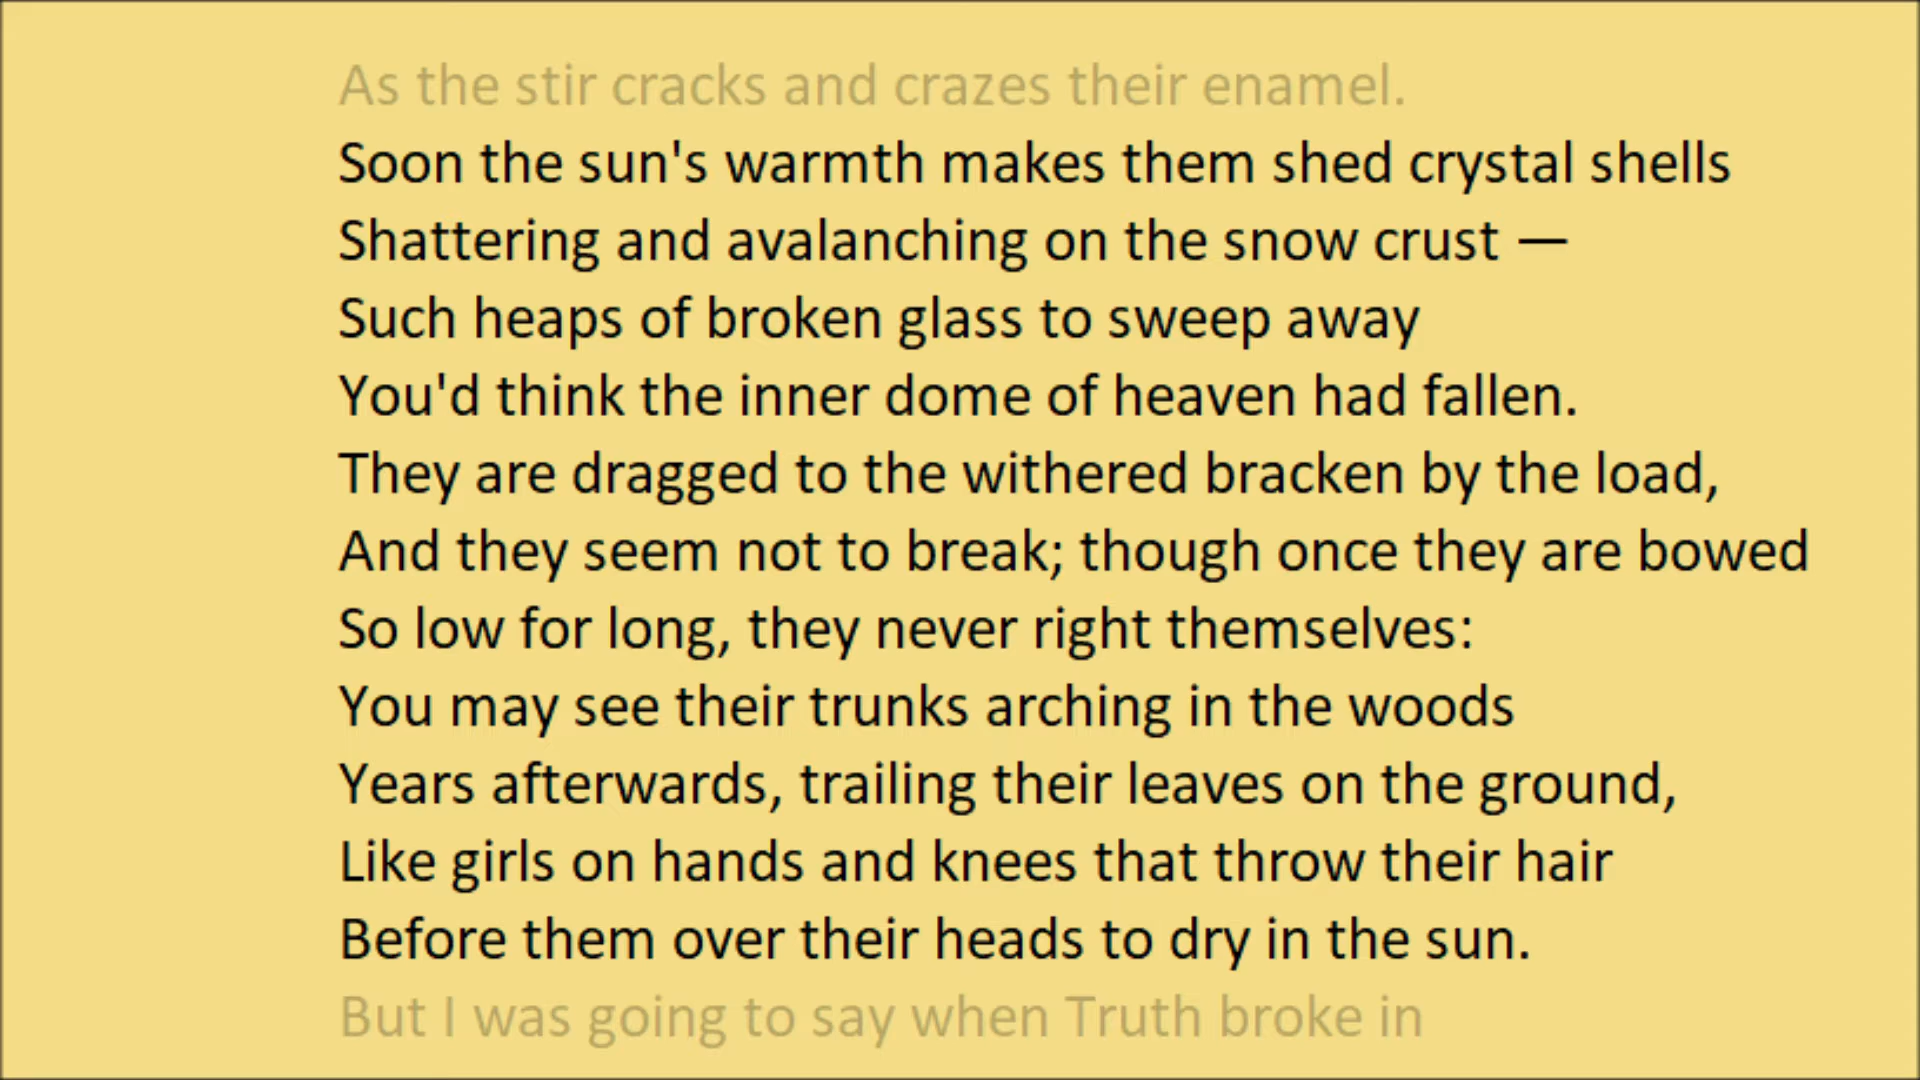 As the stir cracks and crazes their enamel.
Soon the sun's warmth makes them shed crystal shells
Shattering and avalanching on the snow crust —
Such heaps of broken glass to sweep away
You'd think the inner dome of heaven had fallen.
They are dragged to the withered bracken by the load,
And they seem not to break; though once they are bowed
So low for long, they never right themselves:
You may see their trunks arching in the woods
Years afterwards, trailing their leaves on the ground,
Like girls on hands and knees that throw their hair
Before them over their heads to dry in the sun.
But I was going to say when Truth broke in